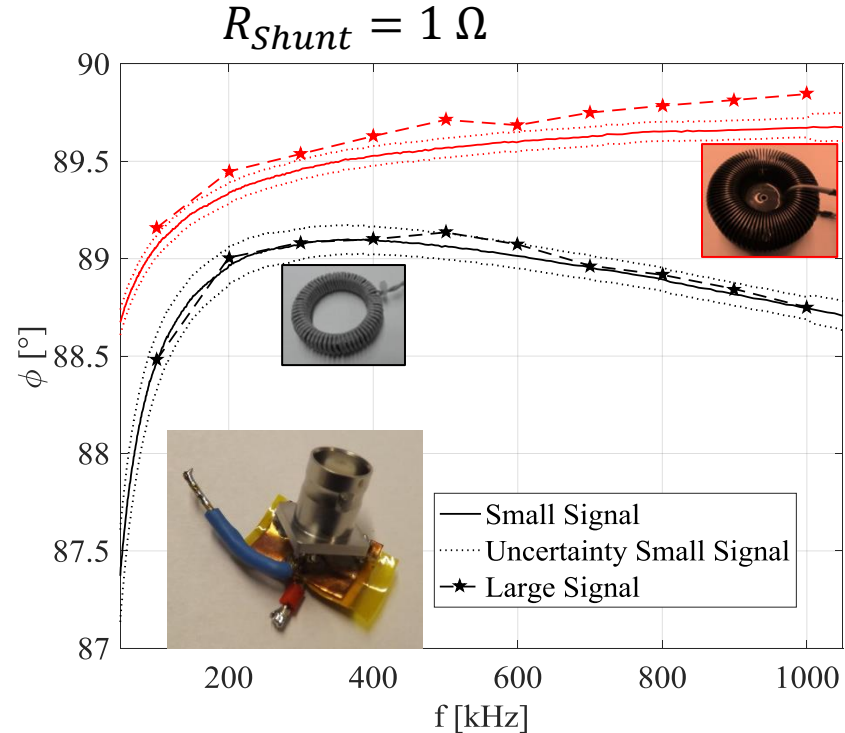 R_Shunt = 1 Ω
90
89.5
89
88.5
88
87.5
87
ϕ [°]
Small Signal
Uncertainty Small Signal
Large Signal
200
400
600
800
1000
f [kHz]